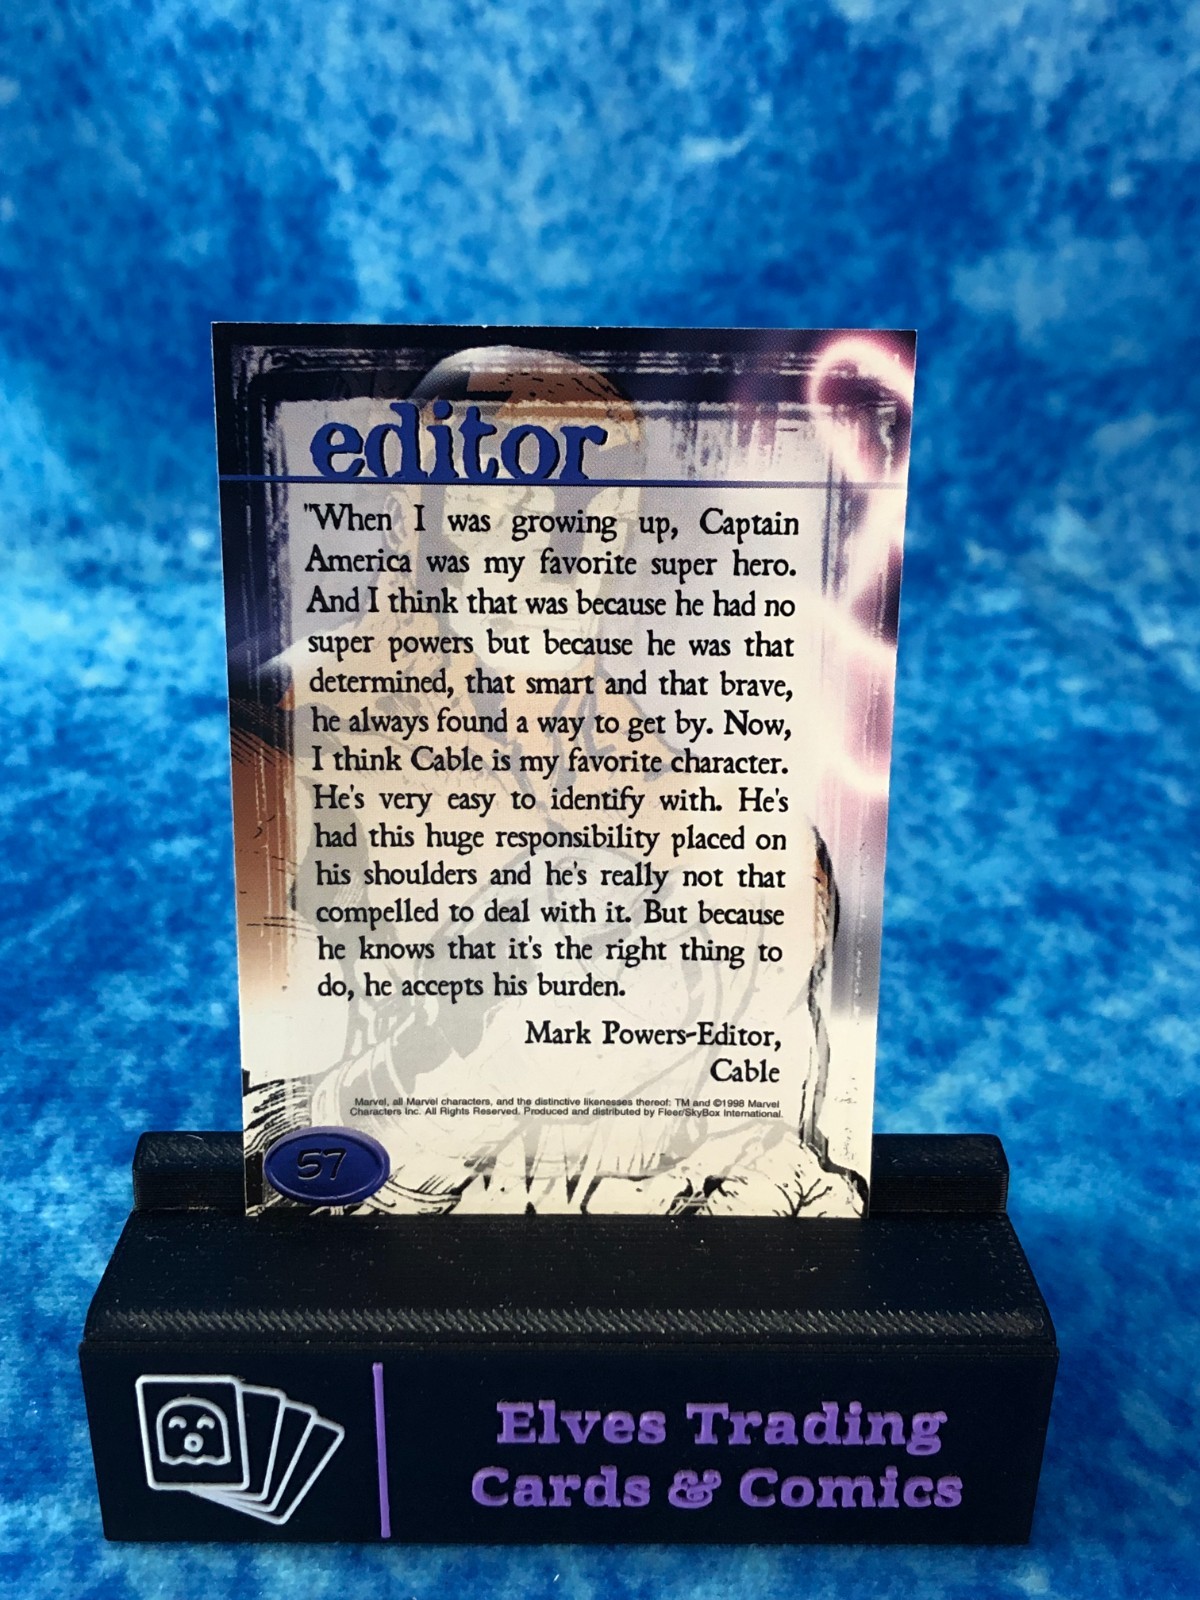 editor
"When I was growing up, Captain
America was my favorite super hero.
And I think that was because he had no
super powers but because he was that
determined, that smart and that brave,
he always found a way to get by. Now,
I think Cable is my favorite character.
He's very easy to identify with. He's
had this huge responsibility placed on
his shoulders and he's really not that
compelled to deal with it. But because
he knows that it's the right thing to
do, he accepts his burden.
Mark Powers-Editor,
Cable
Marvel, all Marvel characters, and the distinctive likenesses thereof: TM and ©1998 Marvel
Characters Inc. All Rights Reserved. Produced and distributed by Fleer/SkyBox International.
57
Elves Trading
Cards & Comics